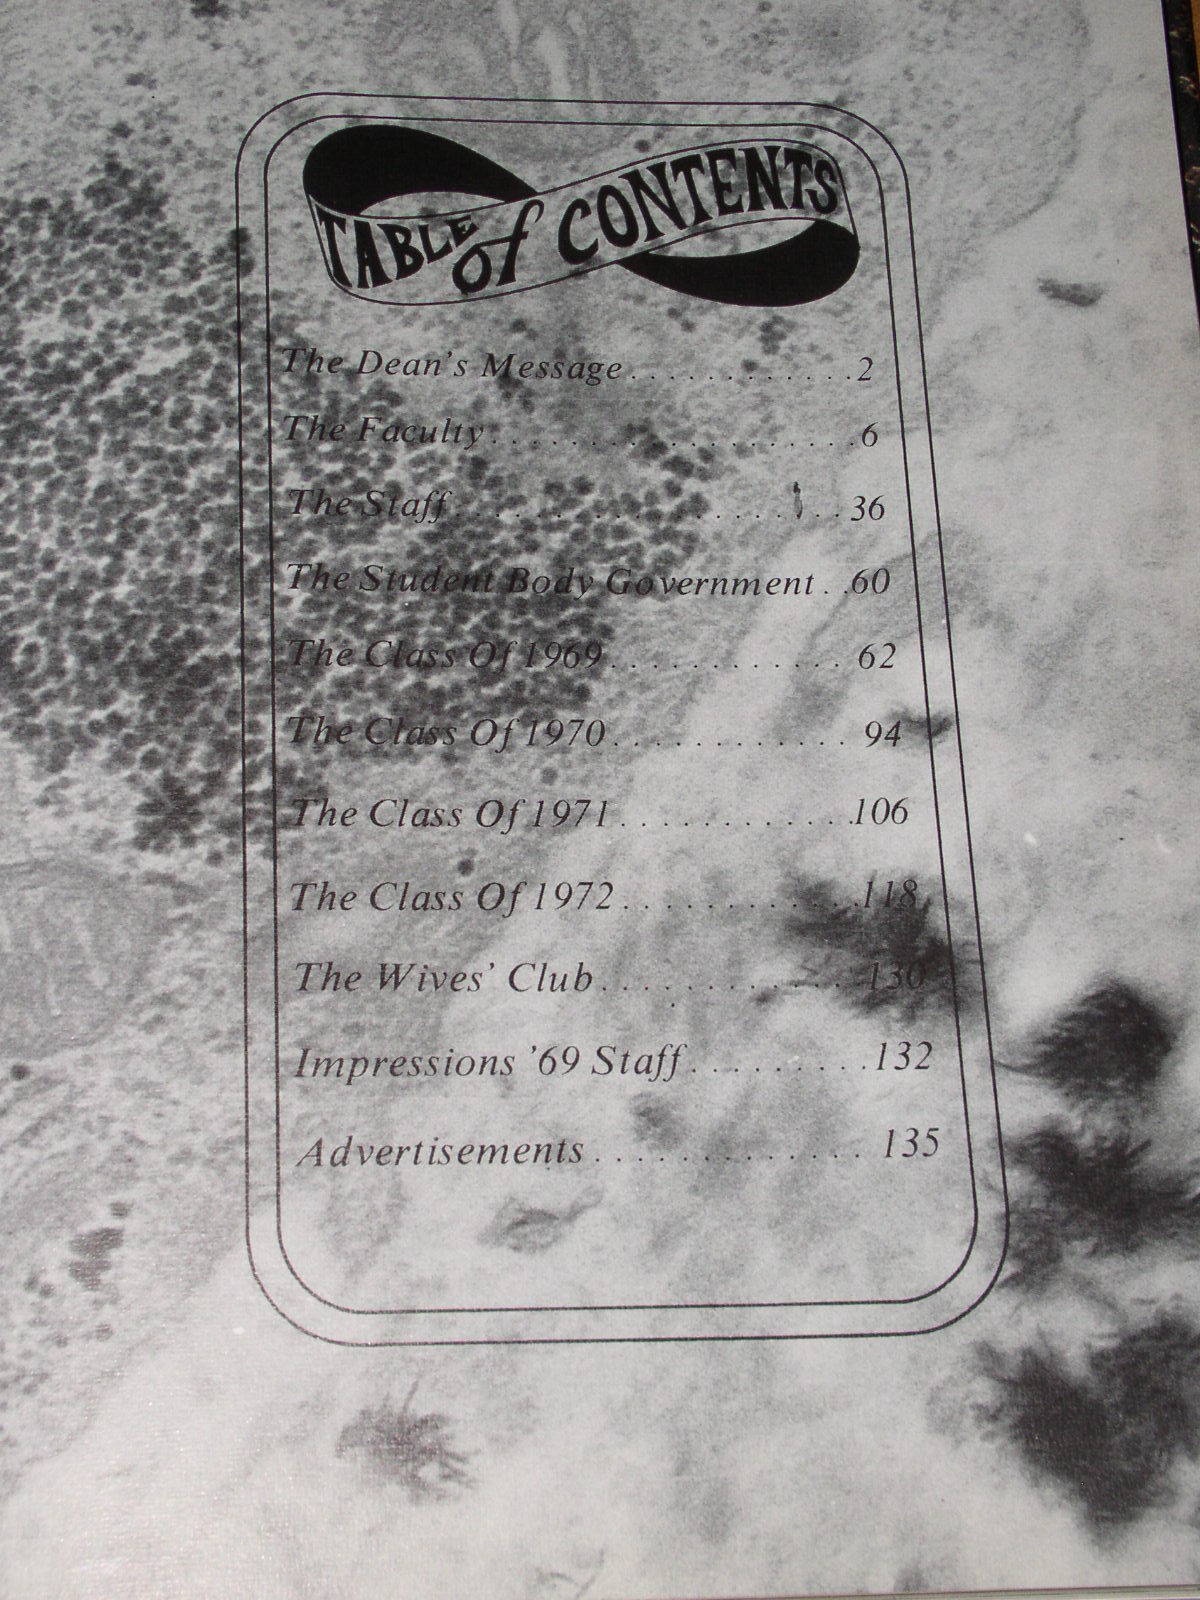 TABLE of CONTENTS
The Dean's Message . . . . . . . . . . . . 2
The Faculty . . . . . . . . . . . . . . . . . . . 6
The Staff . . . . . . . . . . . . . . . . . . . . 36
The Student Body Government . . 60
The Class Of 1969 . . . . . . . . . . . . 62
The Class Of 1970 . . . . . . . . . . . . 94
The Class Of 1971 . . . . . . . . . . . . 106
The Class Of 1972 . . . . . . . . . . . . 118
The Wives' Club . . . . . . . . . . . . . 130
Impressions '69 Staff . . . . . . . . . 132
Advertisements . . . . . . . . . . . . . 135